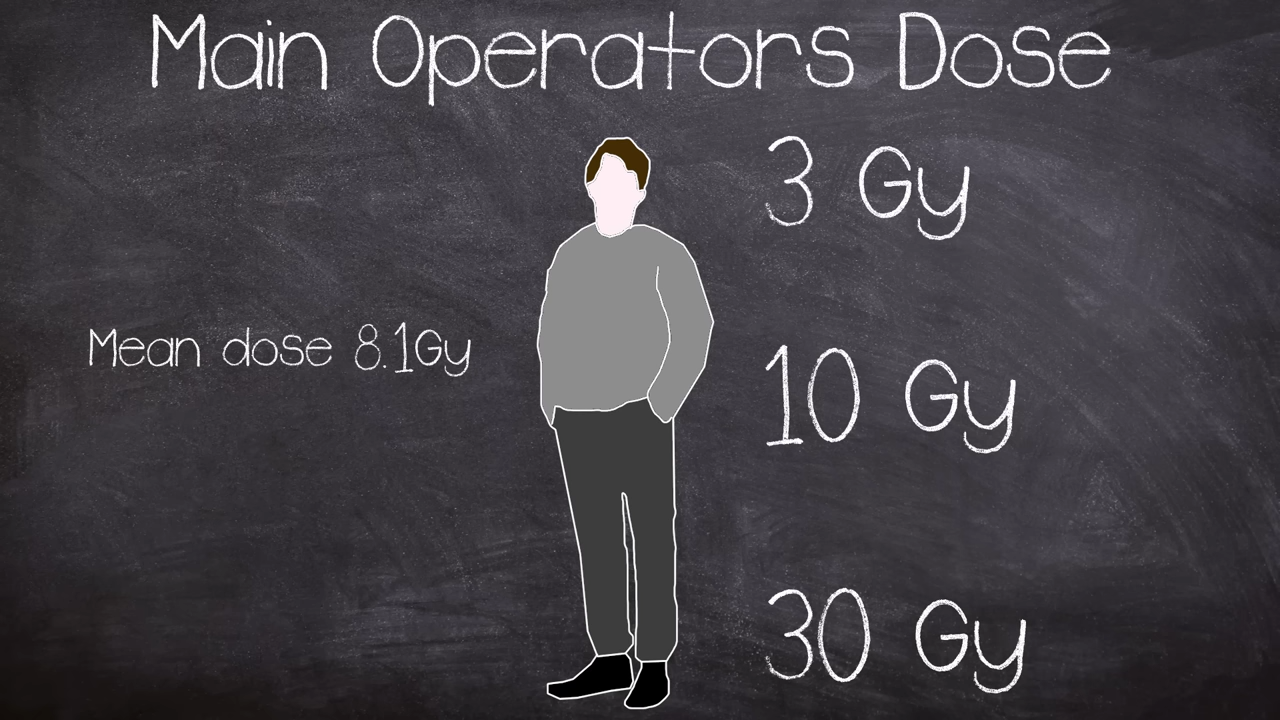 Main Operators Dose
3 Gy
Mean dose 8.1Gy
10 Gy
30 Gy